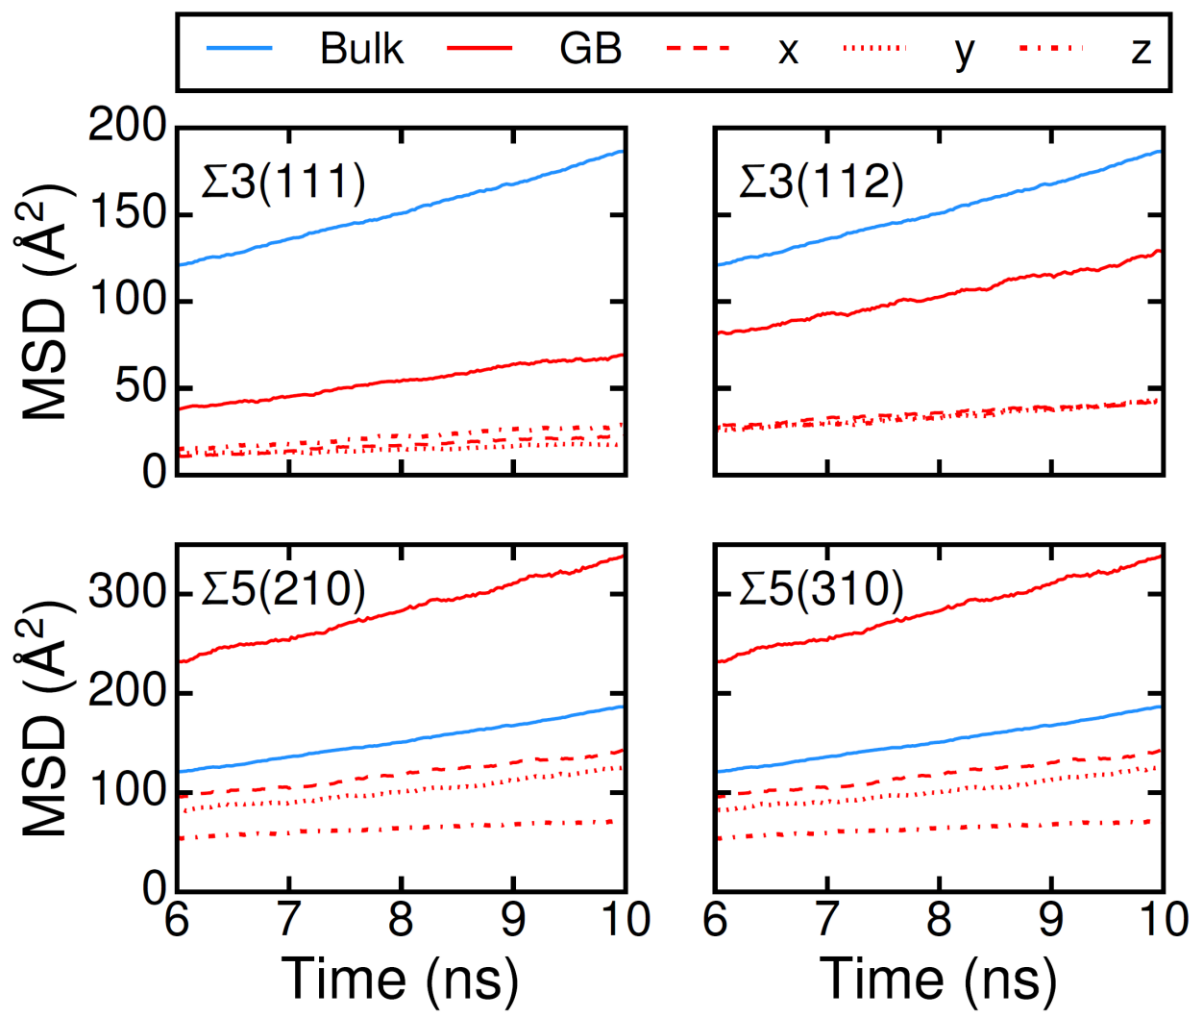 Bulk GB x y z
200
150
100
50
0
MSD (Å²)
Σ3(111)
Σ3(112)
300
200
100
0
MSD (Å²)
Σ5(210)
Σ5(310)
6 7 8 9 10
6 7 8 9 10
Time (ns)
Time (ns)